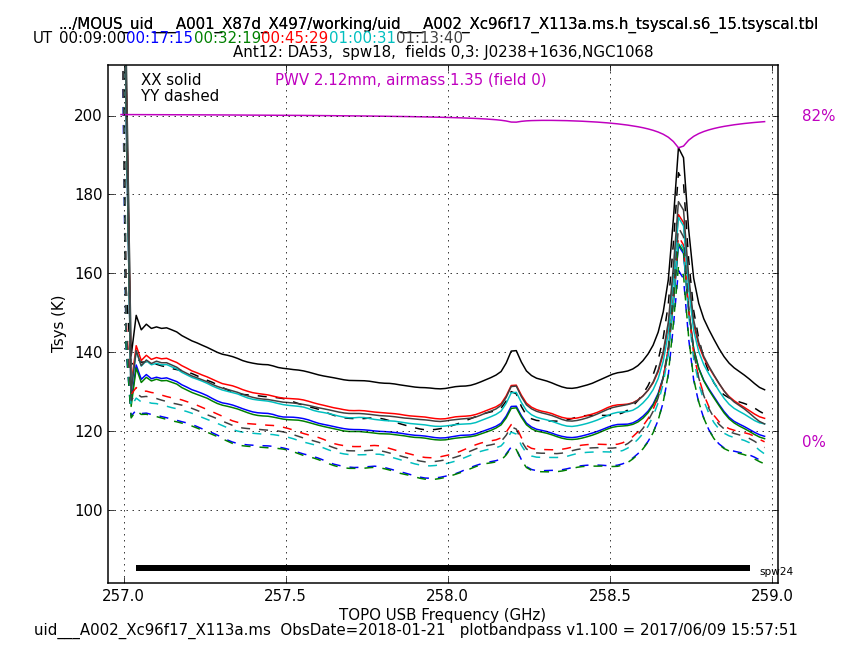 .../MOUS_uid___A001_X87d_X497/working/uid___A002_Xc96f17_X113a.ms.h_tsyscal.s6_15.tsyscal.tbl
UT 00:09:00 00:17:15 00:32:19 00:45:29 01:00:31 01:13:40
Ant12: DA53, spw18, fields 0,3: J0238+1636,NGC1068
XX solid
YY dashed
PWV 2.12mm, airmass 1.35 (field 0)
200
180
160
140
120
100
Tsys (K)
82%
0%
spw24
257.0 257.5 258.0 258.5 259.0
TOPO USB Frequency (GHz)
uid___A002_Xc96f17_X113a.ms ObsDate=2018-01-21 plotbandpass v1.100 = 2017/06/09 15:57:51